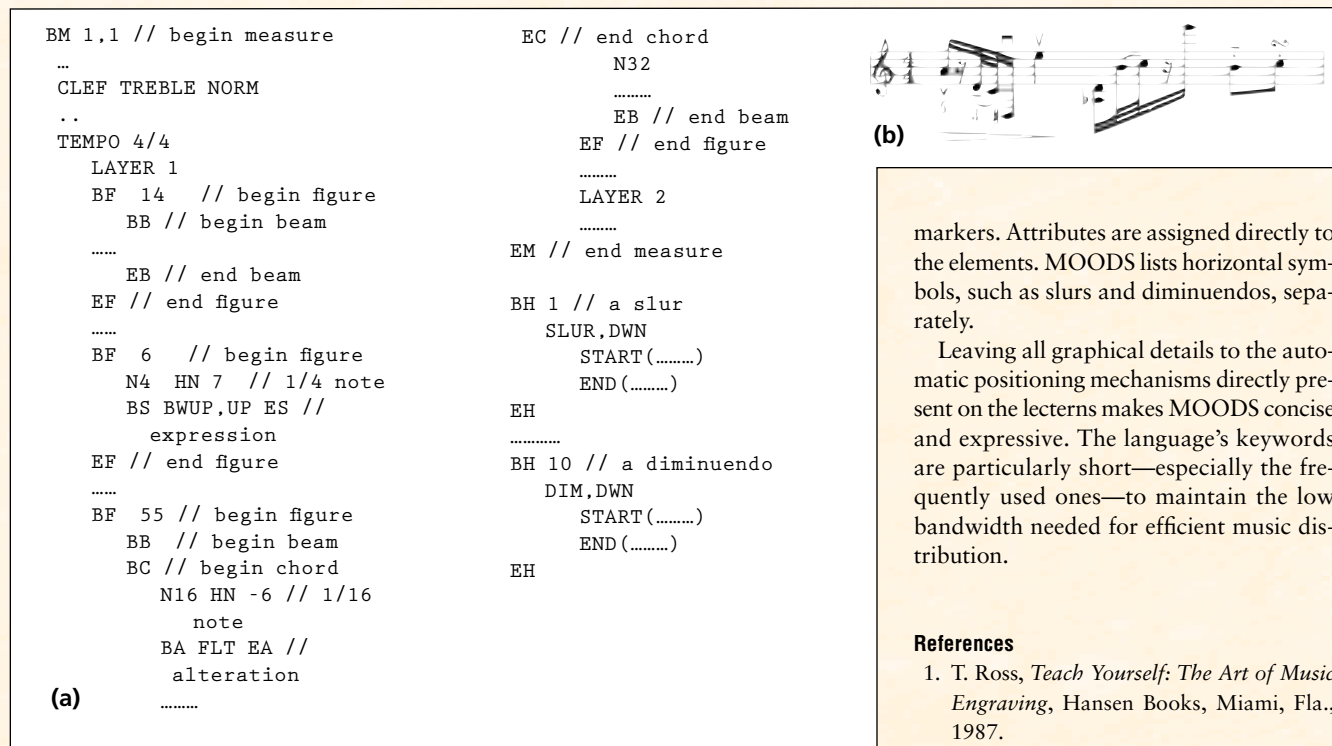 BM 1,1 // begin measure
…
CLEF TREBLE NORM
..
TEMPO 4/4
LAYER 1
BF 14 // begin figure
BB // begin beam
……
EB // end beam
EF // end figure
……
BF 6 // begin figure
N4 HN 7 // 1/4 note
BS BWUP,UP ES //
expression
EF // end figure
……
BF 55 // begin figure
BB // begin beam
BC // begin chord
N16 HN -6 // 1/16
note
BA FLT EA //
alteration
………
(a)
EC // end chord
N32
………
EB // end beam
EF // end figure
………
LAYER 2
………
EM // end measure
BH 1 // a slur
SLUR,DWN
START(………)
END(………)
EH
…………
BH 10 // a diminuendo
DIM,DWN
START(………)
END(………)
EH
(b)
markers. Attributes are assigned directly to
the elements. MOODS lists horizontal sym-
bols, such as slurs and diminuendos, sepa-
rately.
Leaving all graphical details to the auto-
matic positioning mechanisms directly pre-
sent on the lecterns makes MOODS concise
and expressive. The language’s keywords
are particularly short—especially the fre-
quently used ones—to maintain the low
bandwidth needed for efficient music dis-
tribution.
References
1. T. Ross, Teach Yourself: The Art of Music
Engraving, Hansen Books, Miami, Fla.,
1987.